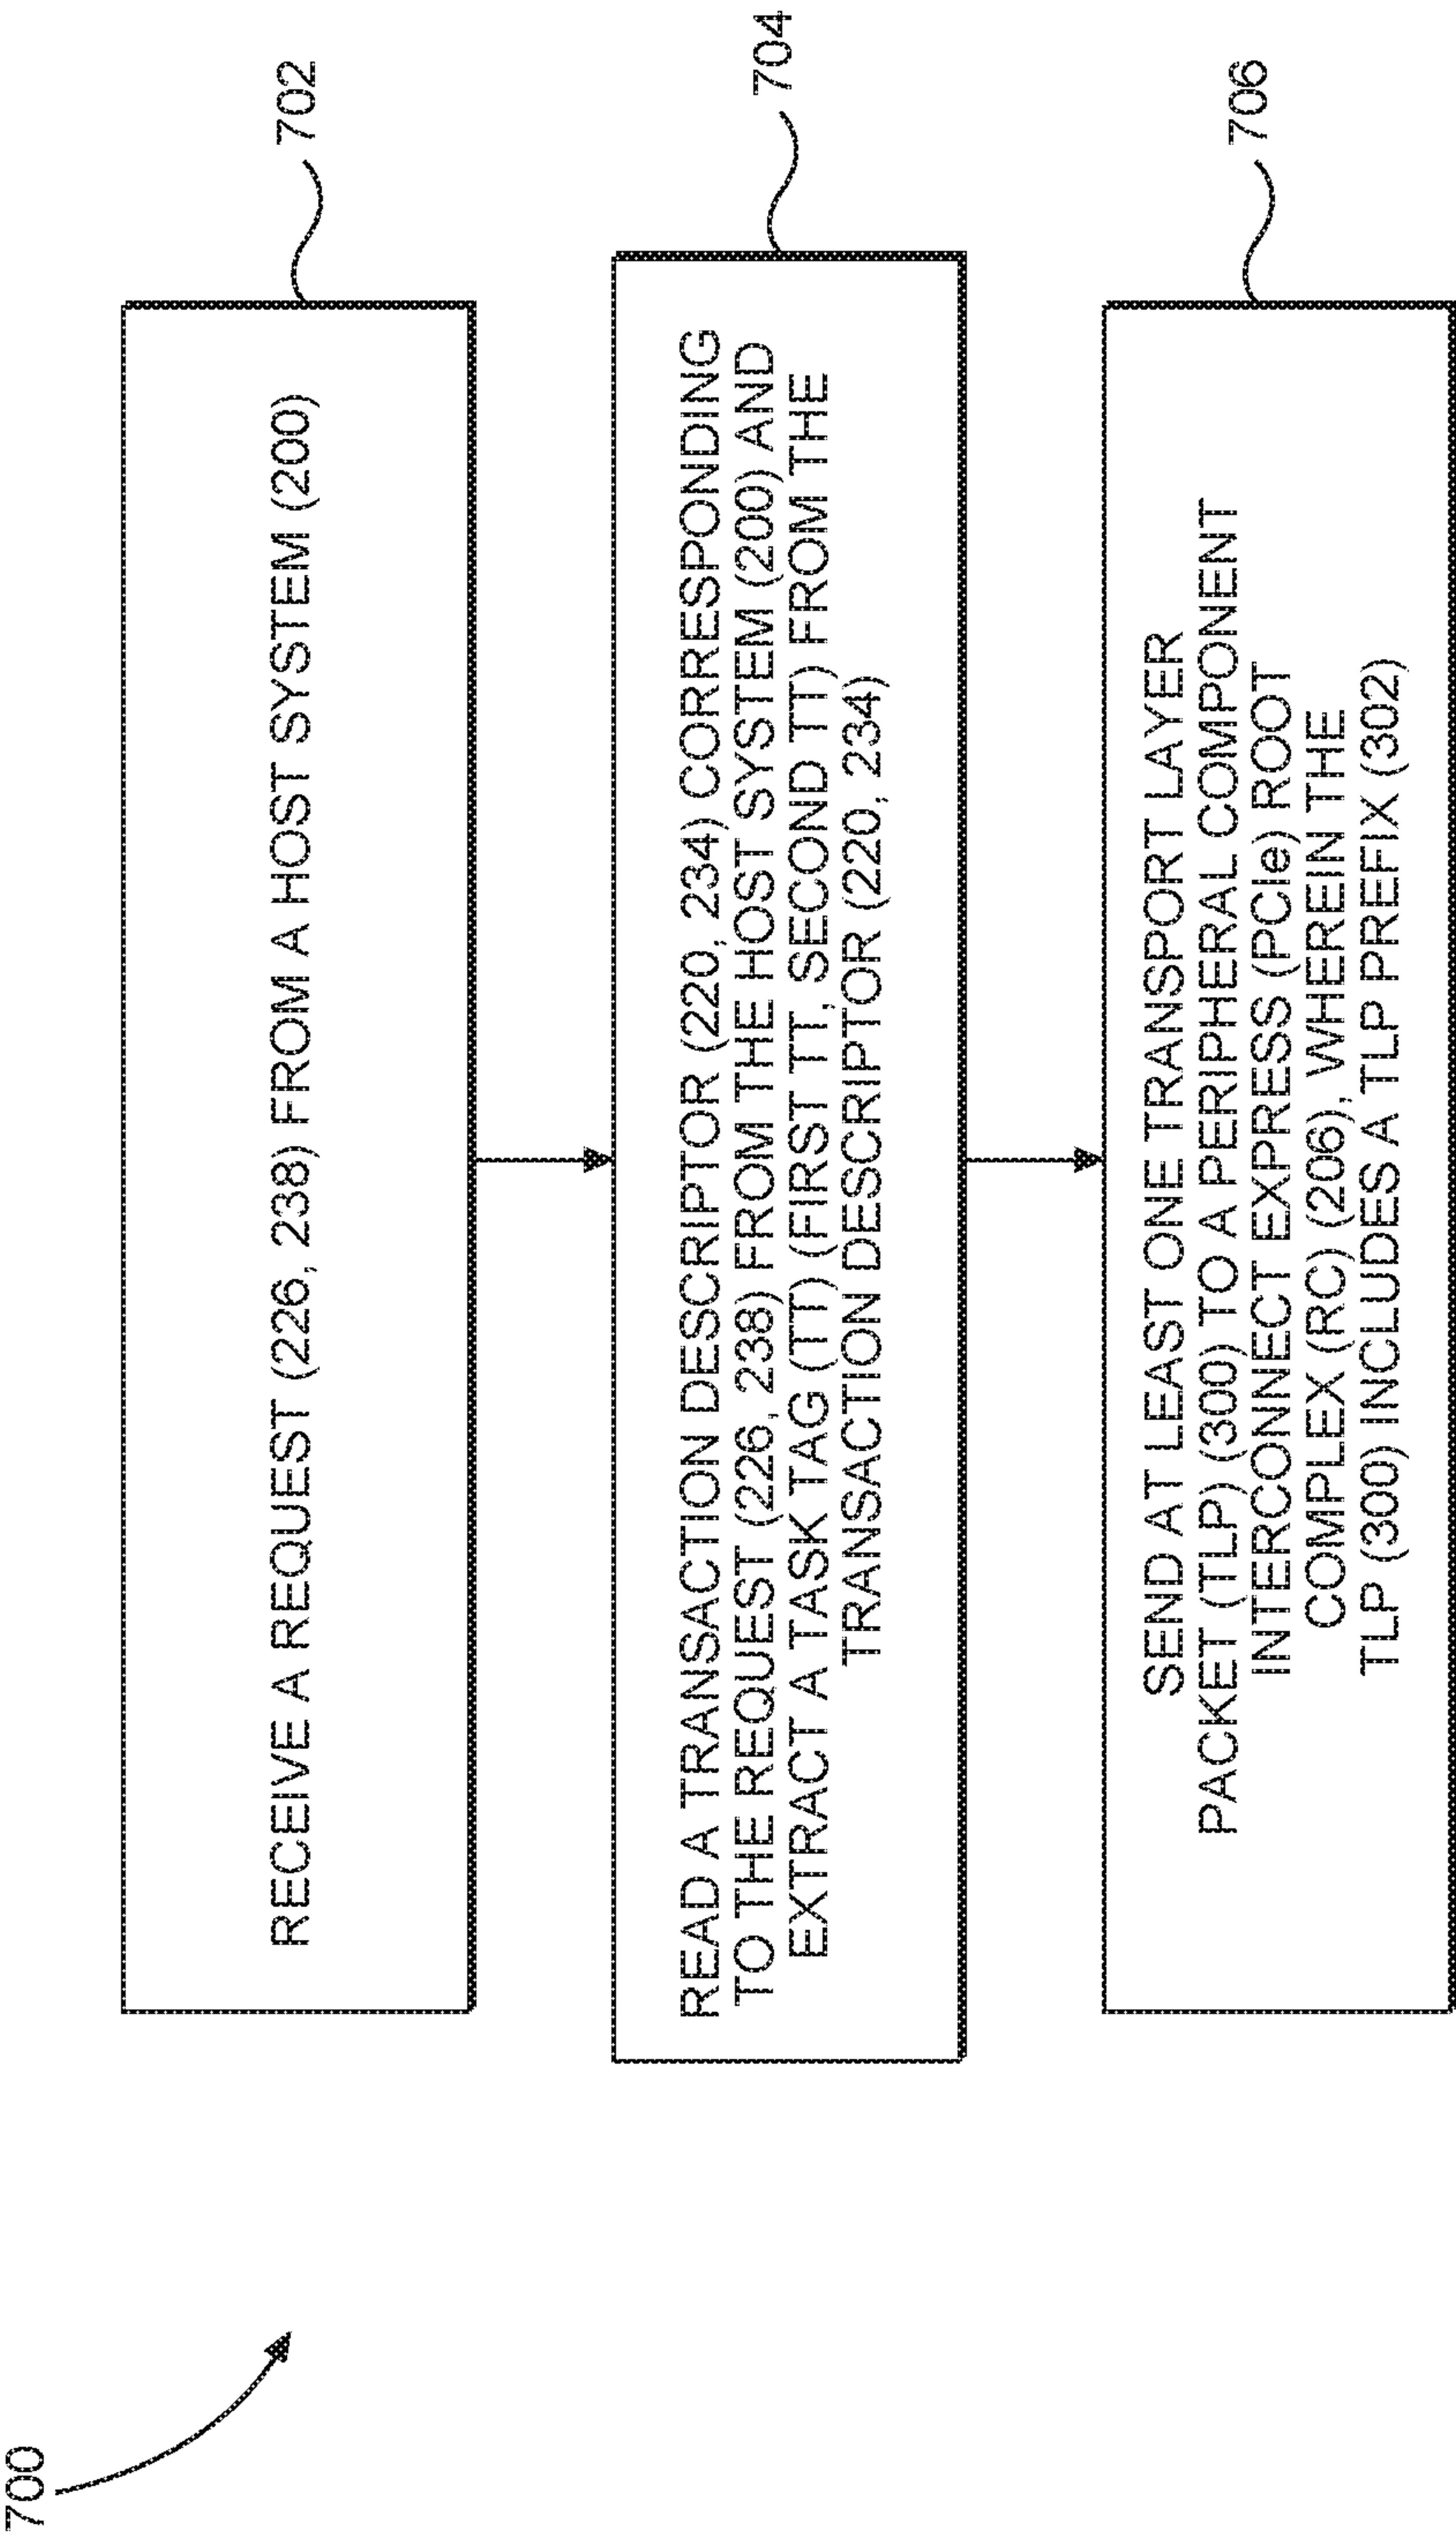 700
RECEIVE A REQUEST (226, 238) FROM A HOST SYSTEM (200)
702
READ A TRANSACTION DESCRIPTOR (220, 234) CORRESPONDING
TO THE REQUEST (226, 238) FROM THE HOST SYSTEM (200) AND
EXTRACT A TASK TAG (TT) (FIRST TT, SECOND TT) FROM THE
TRANSACTION DESCRIPTOR (220, 234)
704
SEND AT LEAST ONE TRANSPORT LAYER
PACKET (TLP) (300) TO A PERIPHERAL COMPONENT
INTERCONNECT EXPRESS (PCIe) ROOT
COMPLEX (RC) (206), WHEREIN THE
TLP (300) INCLUDES A TLP PREFIX (302)
706